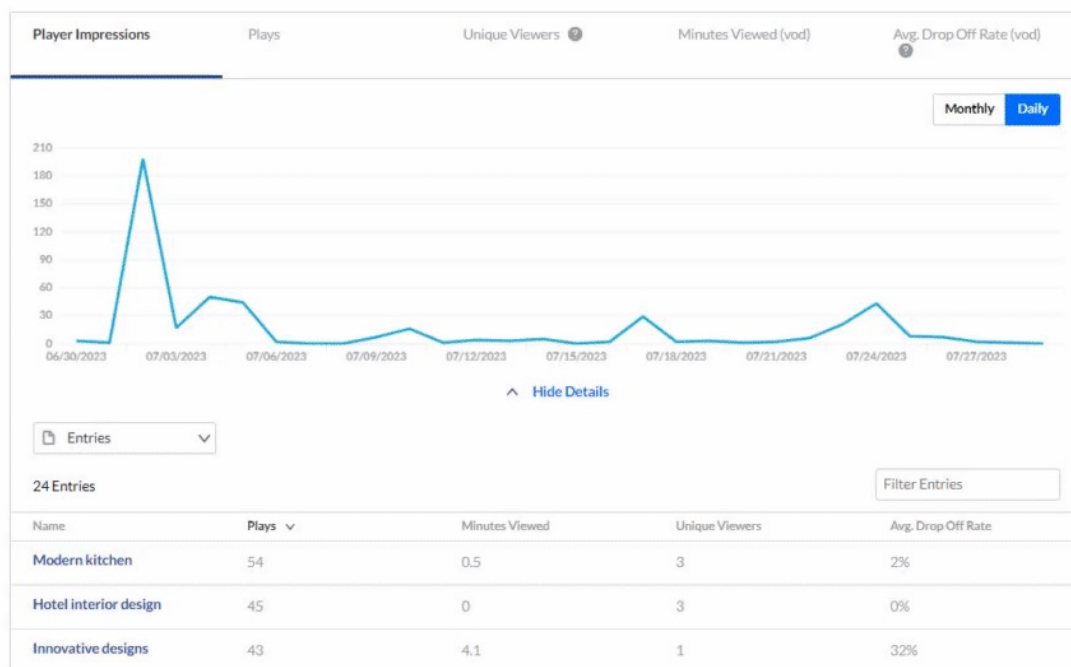 Player Impressions Plays Unique Viewers ? Minutes Viewed (vod) Avg. Drop Off Rate (vod)
?
Monthly Daily
210
180
150
120
90
60
30
0
06/30/2023 07/03/2023 07/06/2023 07/09/2023 07/12/2023 07/15/2023 07/18/2023 07/21/2023 07/24/2023 07/27/2023
Hide Details
Entries
24 Entries Filter Entries
Name Plays Minutes Viewed Unique Viewers Avg. Drop Off Rate
Modern kitchen 54 0.5 3 2%
Hotel interior design 45 0 3 0%
Innovative designs 43 4.1 1 32%